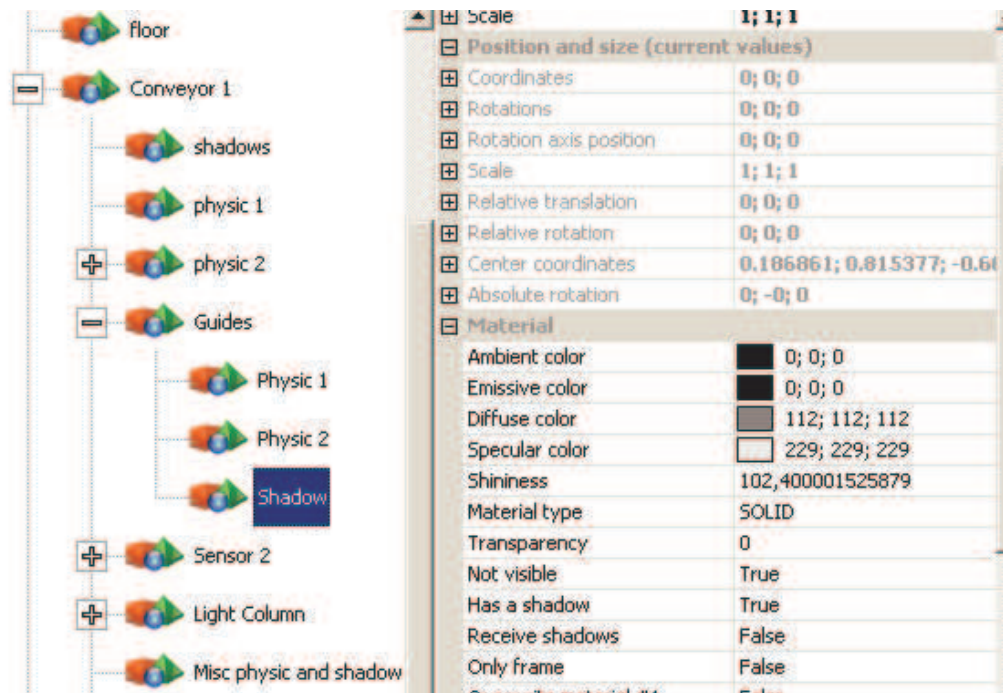 floor
Conveyor 1
shadows
physic 1
physic 2
Guides
Physic 1
Physic 2
Shadow
Sensor 2
Light Column
Misc physic and shadow
Scale 1; 1; 1
Position and size (current values)
Coordinates 0; 0; 0
Rotations 0; 0; 0
Rotation axis position 0; 0; 0
Scale 1; 1; 1
Relative translation 0; 0; 0
Relative rotation 0; 0; 0
Center coordinates 0.186861; 0.815377;
Absolute rotation 0; -0; 0
Material
Ambient color 0; 0; 0
Emissive color 0; 0; 0
Diffuse color 112; 112; 112
Specular color 229; 229; 229
Shininess 102,400001525879
Material type SOLID
Transparency 0
Not visible True
Has a shadow True
Receive shadows False
Only frame False